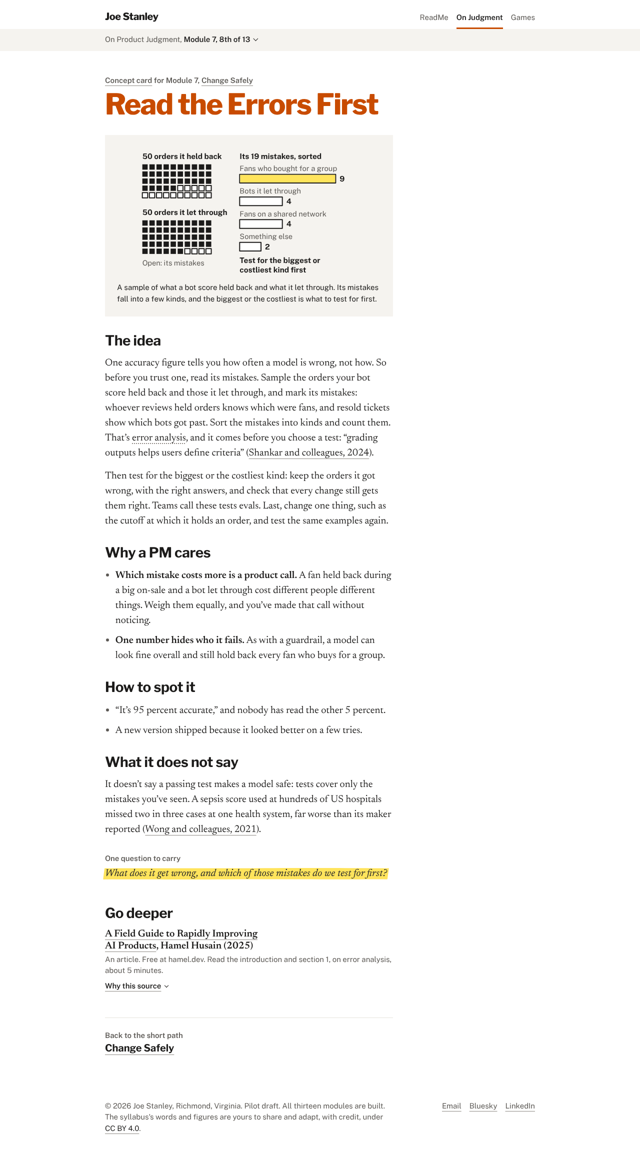 Joe Stanley
ReadMe On Judgment Games
On Product Judgment, Module 7, 8th of 13
Concept card for Module 7, Change Safely
Read the Errors First
50 orders it held back
50 orders it let through
Open: its mistakes
Its 19 mistakes, sorted
Fans who bought for a group
9
Bots it let through
4
Fans on a shared network
4
Something else
2
Test for the biggest or
costliest kind first
A sample of what a bot score held back and what it let through. Its mistakes
fall into a few kinds, and the biggest or the costliest is what to test for first.
The idea
One accuracy figure tells you how often a model is wrong, not how. So
before you trust one, read its mistakes. Sample the orders your bot
score held back and those it let through, and mark its mistakes:
whoever reviews held orders knows which were fans, and resold tickets
show which bots got past. Sort the mistakes into kinds and count them.
That’s error analysis, and it comes before you choose a test: “grading
outputs helps users define criteria” (Shankar and colleagues, 2024).
Then test for the biggest or the costliest kind: keep the orders it got
wrong, with the right answers, and check that every change still gets
them right. Teams call these tests evals. Last, change one thing, such as
the cutoff at which it holds an order, and test the same examples again.
Why a PM cares
Which mistake costs more is a product call. A fan held back during
a big on-sale and a bot let through cost different people different
things. Weigh them equally, and you’ve made that call without
noticing.
One number hides who it fails. As with a guardrail, a model can
look fine overall and still hold back every fan who buys for a group.
How to spot it
“It’s 95 percent accurate,” and nobody has read the other 5 percent.
A new version shipped because it looked better on a few tries.
What it does not say
It doesn’t say a passing test makes a model safe: tests cover only the
mistakes you’ve seen. A sepsis score used at hundreds of US hospitals
missed two in three cases at one health system, far worse than its maker
reported (Wong and colleagues, 2021).
One question to carry
What does it get wrong, and which of those mistakes do we test for first?
Go deeper
A Field Guide to Rapidly Improving
AI Products, Hamel Husain (2025)
An article. Free at hamel.dev. Read the introduction and section 1, on error analysis,
about 5 minutes.
Why this source
Back to the short path
Change Safely
© 2026 Joe Stanley, Richmond, Virginia. Pilot draft. All thirteen modules are built.
The syllabus’s words and figures are yours to share and adapt, with credit, under
CC BY 4.0.
Email Bluesky LinkedIn